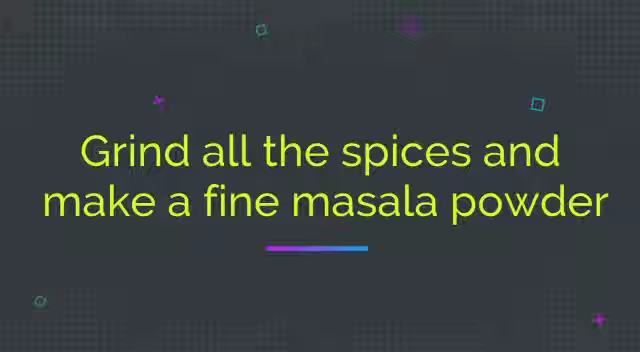 Grind all the spices and
make a fine masala powder